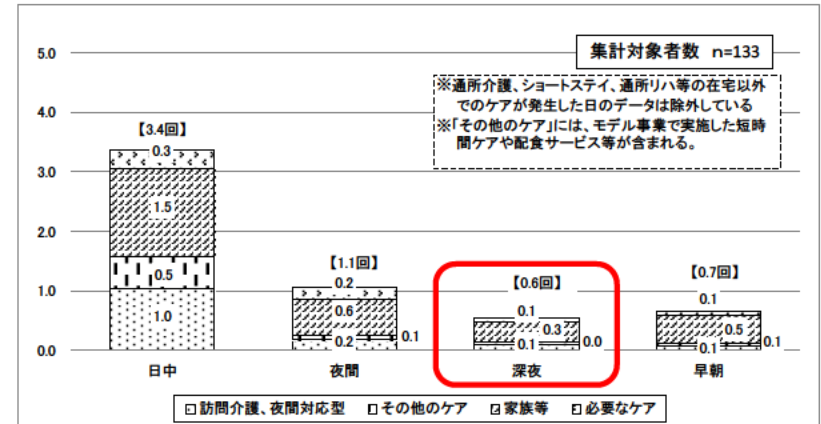 5.0
集計対象者数 n=133
※通所介護、ショートステイ、通所リハ等の在宅以外
でのケアが発生した日のデータは除外している
※「その他のケア」には、モデル事業で実施した短時
間ケアや配食サービス等が含まれる。
4.0
【3.4回】
0.3
3.0
1.5
2.0
0.5
【1.1回】
【0.6回】
【0.7回】
1.0
1.0
0.2
0.6
0.2
0.1
0.1
0.3
0.1
0.0
0.1
0.5
0.1
0.1
0.0
日中
夜間
深夜
早朝
訪問介護、夜間対応型 その他のケア 家族等 必要なケア